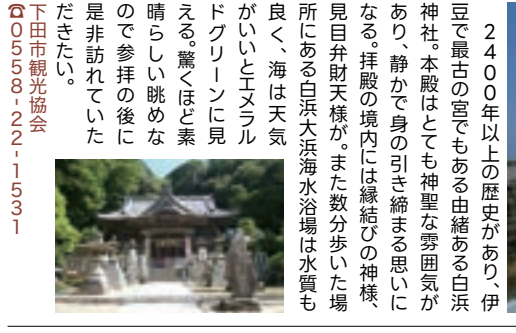 ２４００年以上の歴史があり、伊
豆で最古の宮でもある由緒ある白浜
神社。本殿はとても神聖な雰囲気が
あり、静かで身の引き締まる思いに
なる。拝殿の境内には縁結びの神様、
見目弁財天様が。また数分歩いた場
所にある白浜大浜海水浴場は水質も
良く、海は天気
がいいとエメラル
ドグリーンに見
える。驚くほど素
晴らしい眺めな
ので参拝の後に
是非訪れていた
だきたい。
下田市観光協会
☎０５５８-２２-１５３１